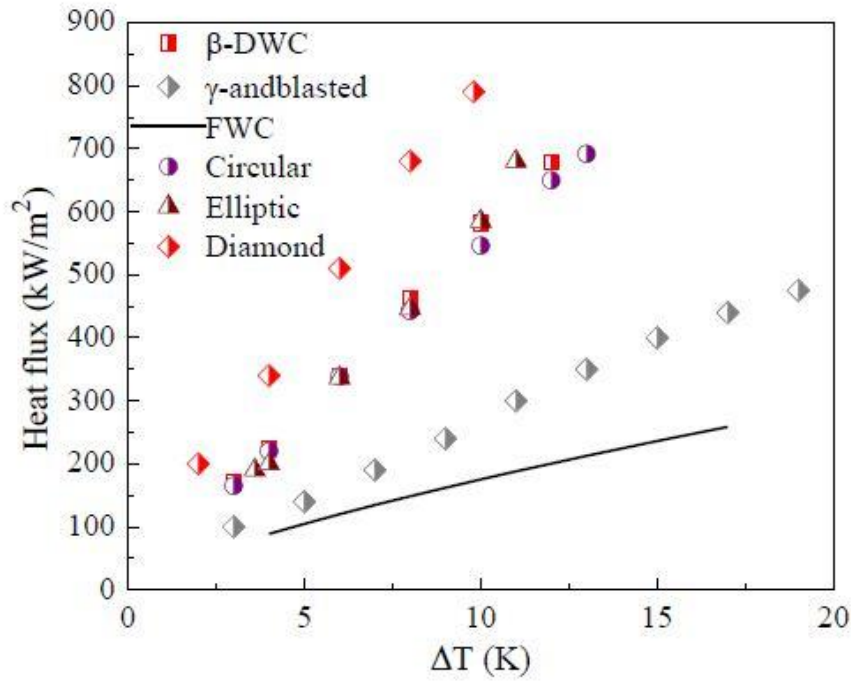 900
800
700
600
500
400
300
200
100
0
Heat flux (kW/m²)
β-DWC
γ-andblasted
FWC
Circular
Elliptic
Diamond
0 5 10 15 20
ΔT (K)